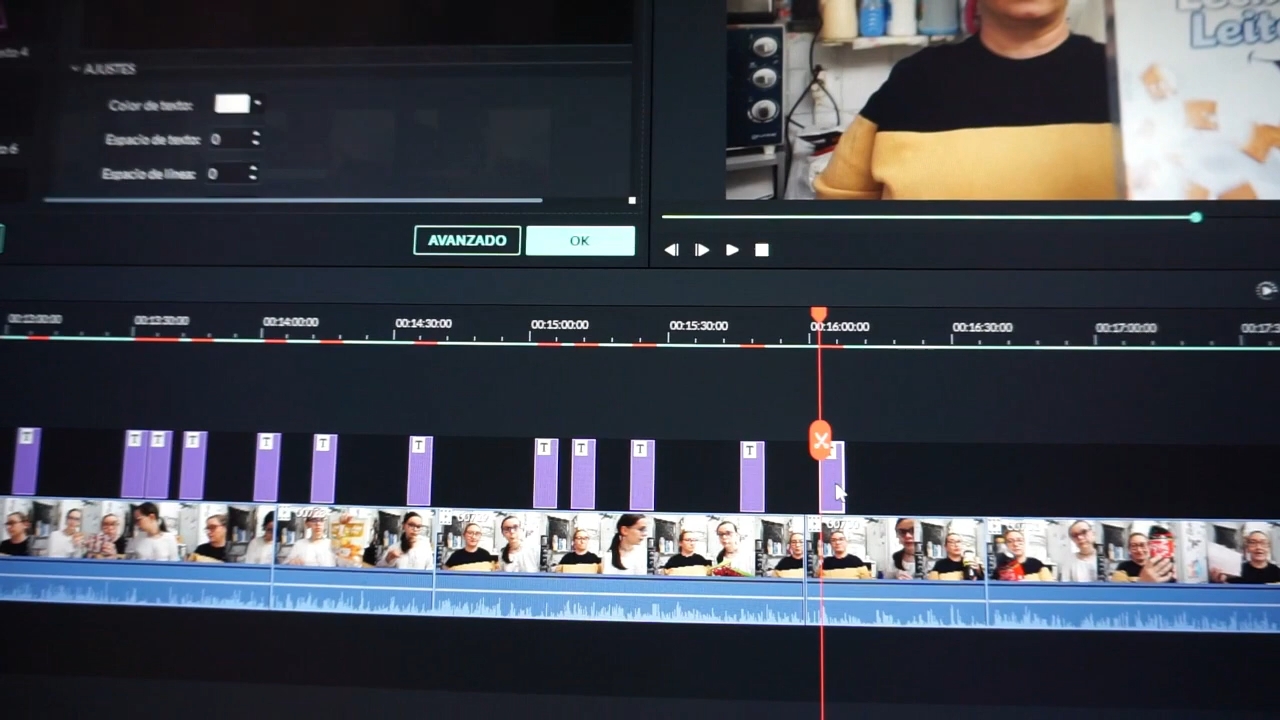 AJUSTES
Color de texto:
Espacio de texto: 0
Espacio de línea: 0
AVANZADO
OK
00:13:30:00
00:14:00:00
00:14:30:00
00:15:00:00
00:15:30:00
00:16:00:00
00:16:30:00
00:17:00:00
T
T
T
T
T
T
T
T
T
T
T